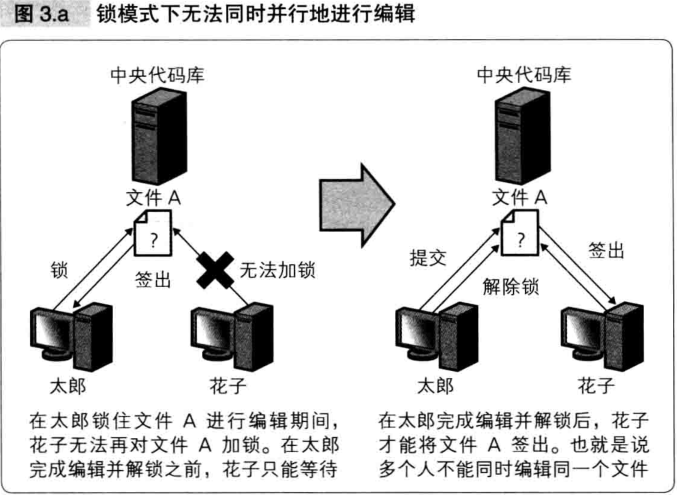 图 3.a 锁模式下无法同时并行地进行编辑
中央代码库
文件 A
?
锁
签出
无法加锁
太郎
花子
在太郎锁住文件 A 进行编辑期间，
花子无法再对文件 A 加锁。在太郎
完成编辑并解锁之前，花子只能等待
中央代码库
文件 A
?
提交
签出
解除锁
太郎
花子
在太郎完成编辑并解锁后，花子
才能将文件 A 签出。也就是说
多个人不能同时编辑同一个文件